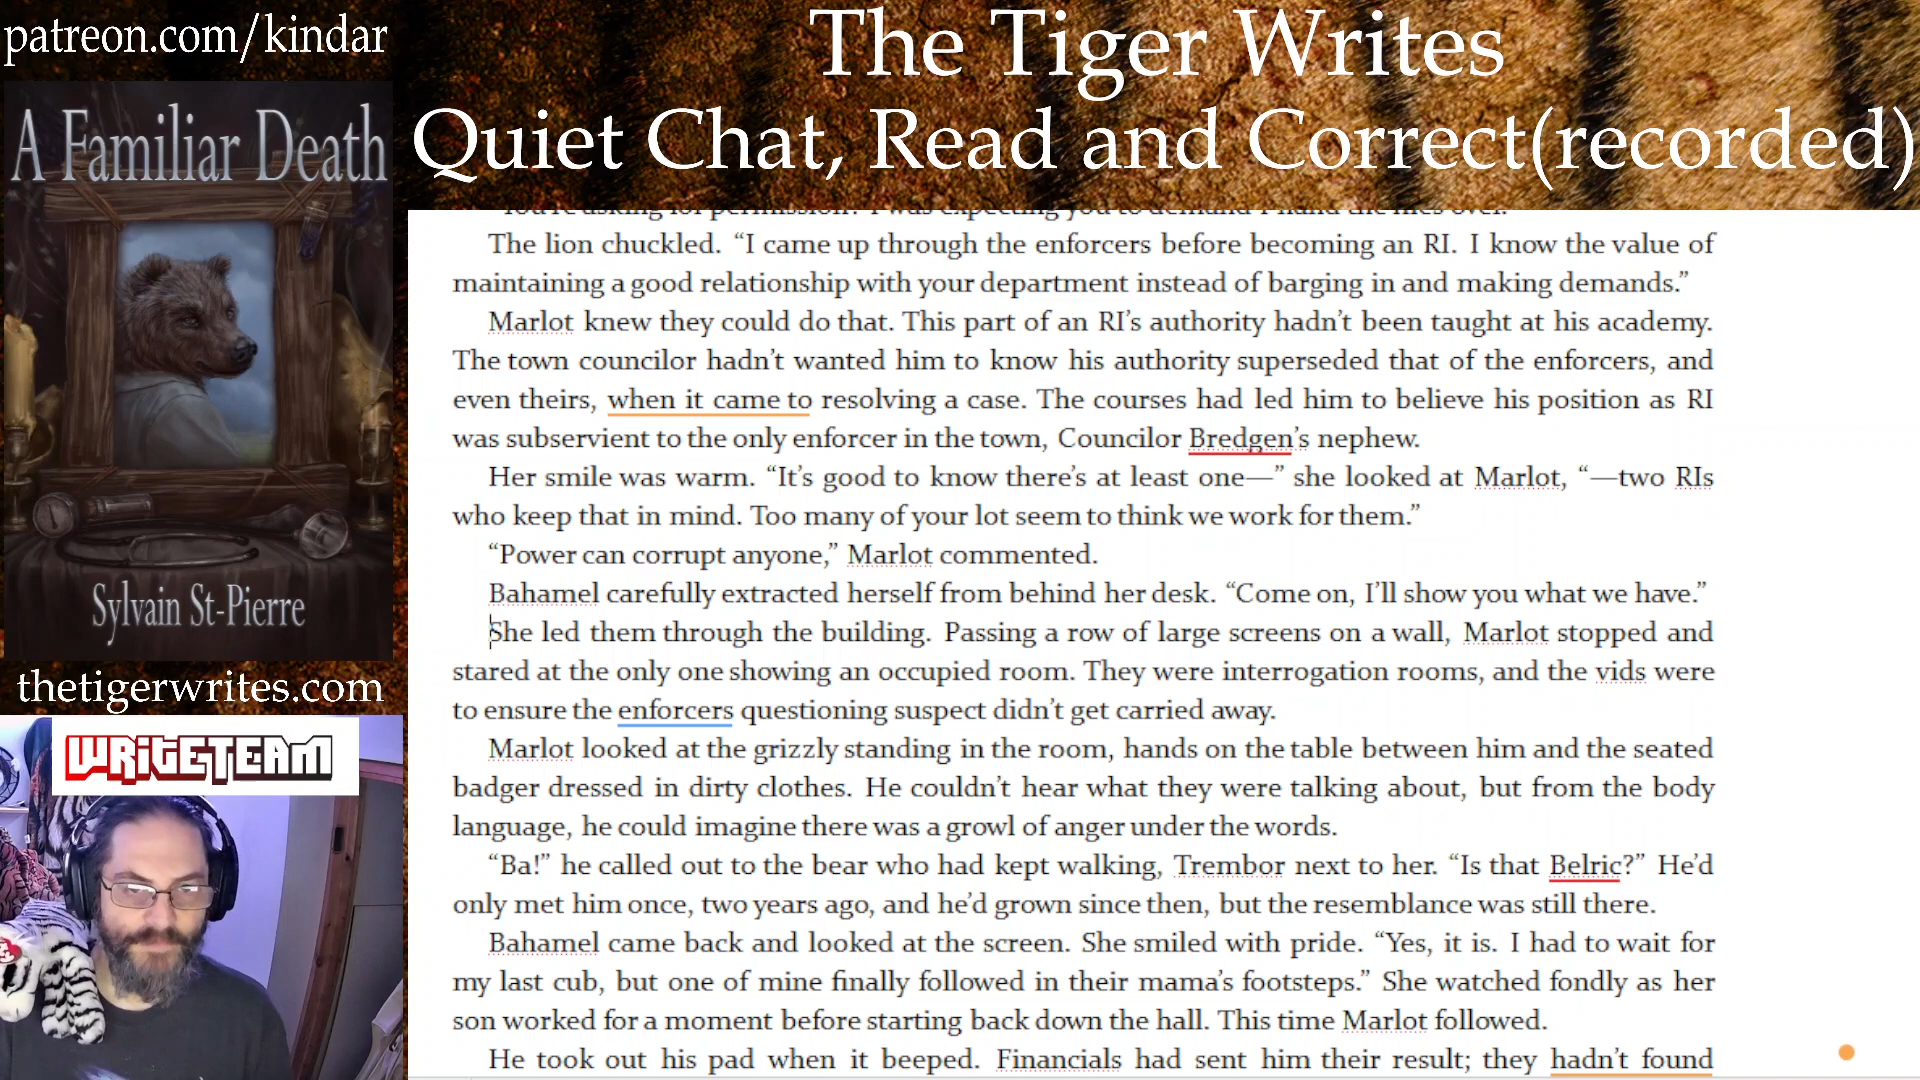 patreon.com/kindar
The Tiger Writes
Quiet Chat, Read and Correct(recorded)
A Familiar Death
Sylvain St-Pierre
thetigerwrites.com
WRITETEAM
"You're asking for permission? I was expecting you to demand I hand the files over."
The lion chuckled. “I came up through the enforcers before becoming an RI. I know the value of
maintaining a good relationship with your department instead of barging in and making demands.”
Marlot knew they could do that. This part of an RI’s authority hadn’t been taught at his academy.
The town councilor hadn’t wanted him to know his authority superseded that of the enforcers, and
even theirs, when it came to resolving a case. The courses had led him to believe his position as RI
was subservient to the only enforcer in the town, Councilor Bredgen’s nephew.
Her smile was warm. “It’s good to know there’s at least one—” she looked at Marlot, “—two RIs
who keep that in mind. Too many of your lot seem to think we work for them.”
“Power can corrupt anyone,” Marlot commented.
Bahamel carefully extracted herself from behind her desk. “Come on, I’ll show you what we have.”
She led them through the building. Passing a row of large screens on a wall, Marlot stopped and
stared at the only one showing an occupied room. They were interrogation rooms, and the vids were
to ensure the enforcers questioning suspect didn’t get carried away.
Marlot looked at the grizzly standing in the room, hands on the table between him and the seated
badger dressed in dirty clothes. He couldn’t hear what they were talking about, but from the body
language, he could imagine there was a growl of anger under the words.
“Ba!” he called out to the bear who had kept walking, Trembor next to her. “Is that Belric?” He’d
only met him once, two years ago, and he’d grown since then, but the resemblance was still there.
Bahamel came back and looked at the screen. She smiled with pride. “Yes, it is. I had to wait for
my last cub, but one of mine finally followed in their mama’s footsteps.” She watched fondly as her
son worked for a moment before starting back down the hall. This time Marlot followed.
He took out his pad when it beeped. Financials had sent him their result; they hadn’t found